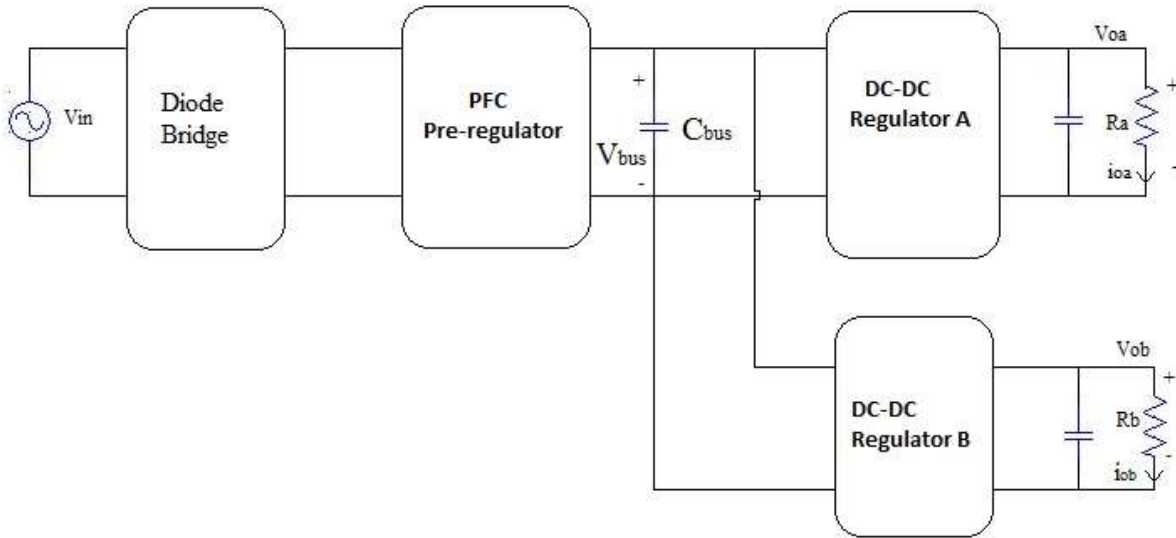 Vin
Diode
Bridge
PFC
Pre-regulator
+
Vbus
-
Cbus
DC-DC
Regulator A
Voa
+
Ra
ioa
-
DC-DC
Regulator B
Vob
+
Rb
-
iob